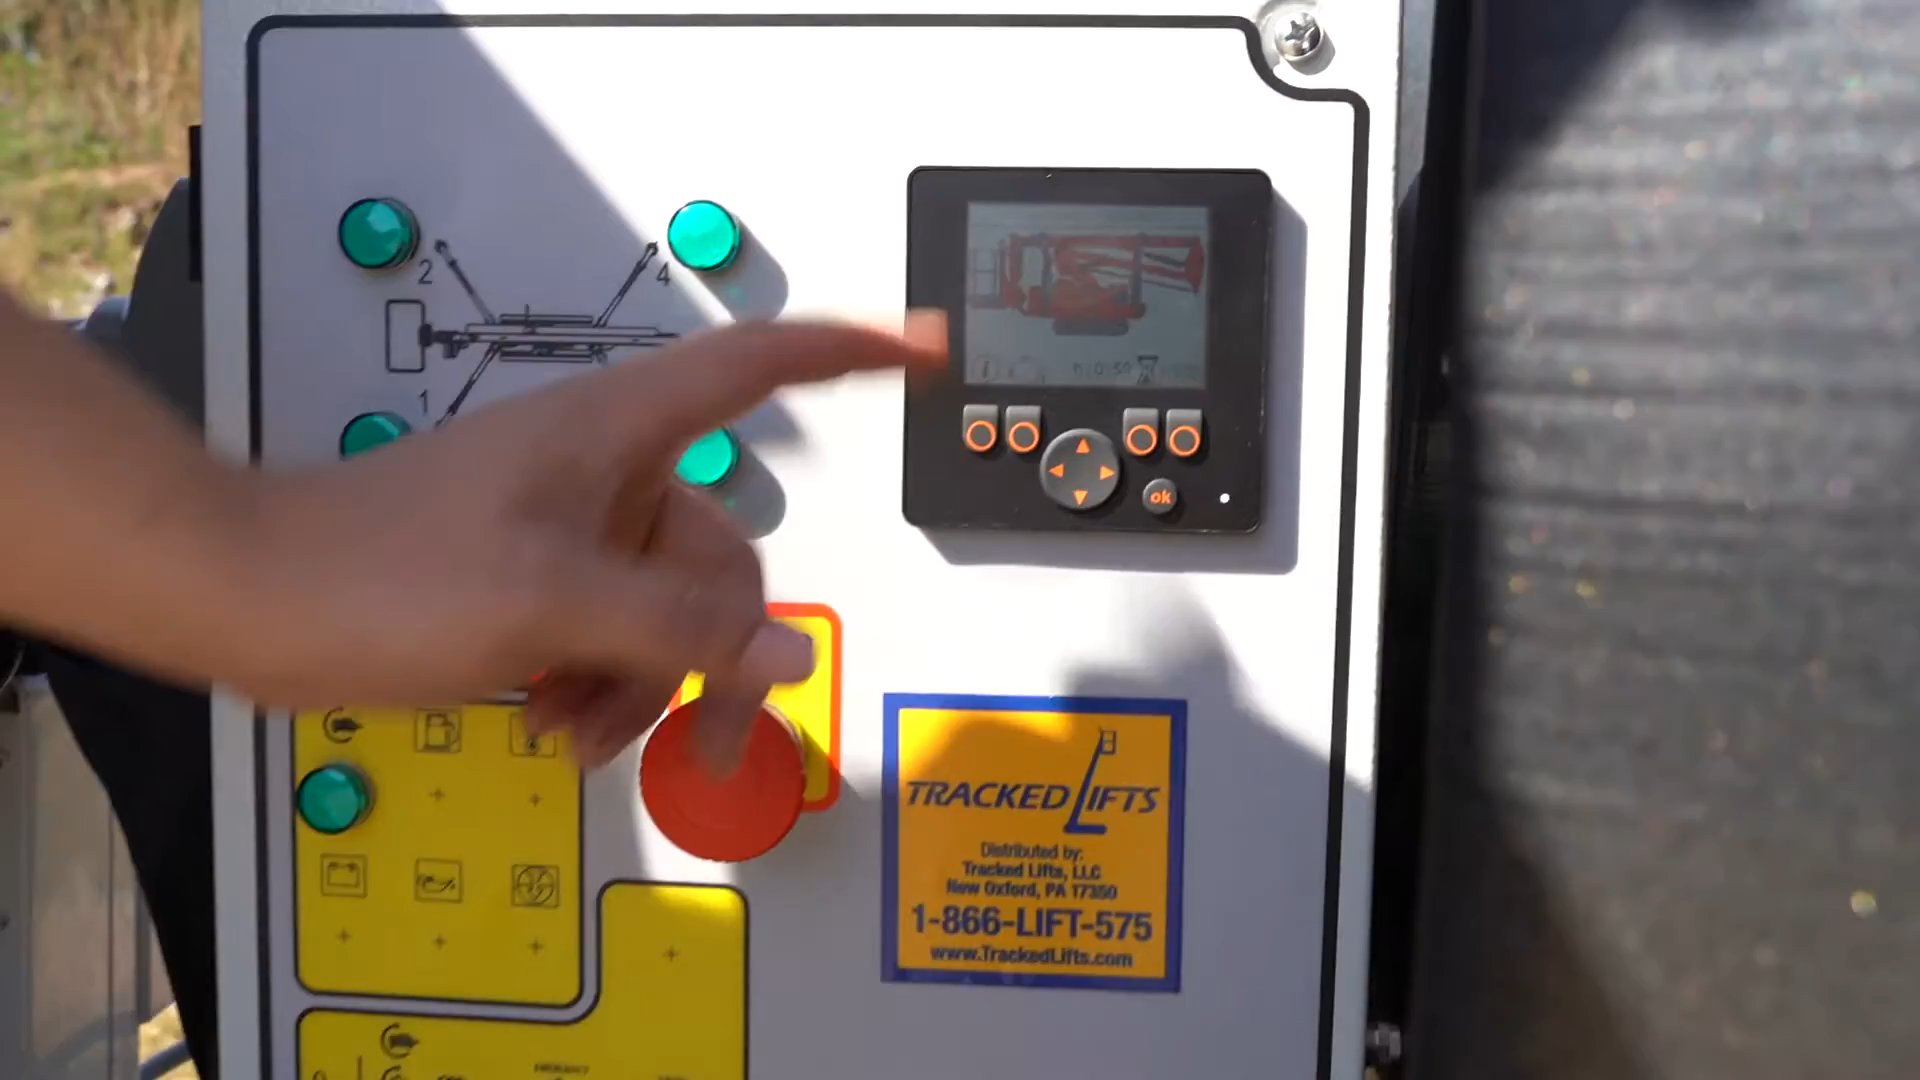 2
4
1
ok
TRACKED LIFTS
Distributed by:
Tracked Lifts, LLC
New Oxford, PA 17350
1-866-LIFT-575
www.TrackedLifts.com